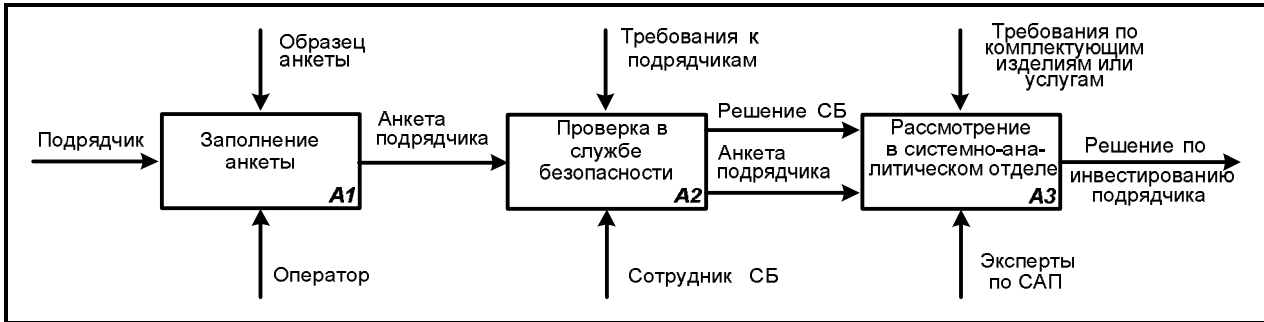 Образец
анкеты
Требования к
подрядчикам
Требования по
комплектующим
изделиям или
услугам
Подрядчик
Заполнение
анкеты
A1
Анкета
подрядчика
Проверка в
службе
безопасности
A2
Решение СБ
Анкета
подрядчика
Рассмотрение
в системно-ана-
литическом отделе
A3
Решение по
инвестированию
подрядчика
Оператор
Сотрудник СБ
Эксперты
по САП